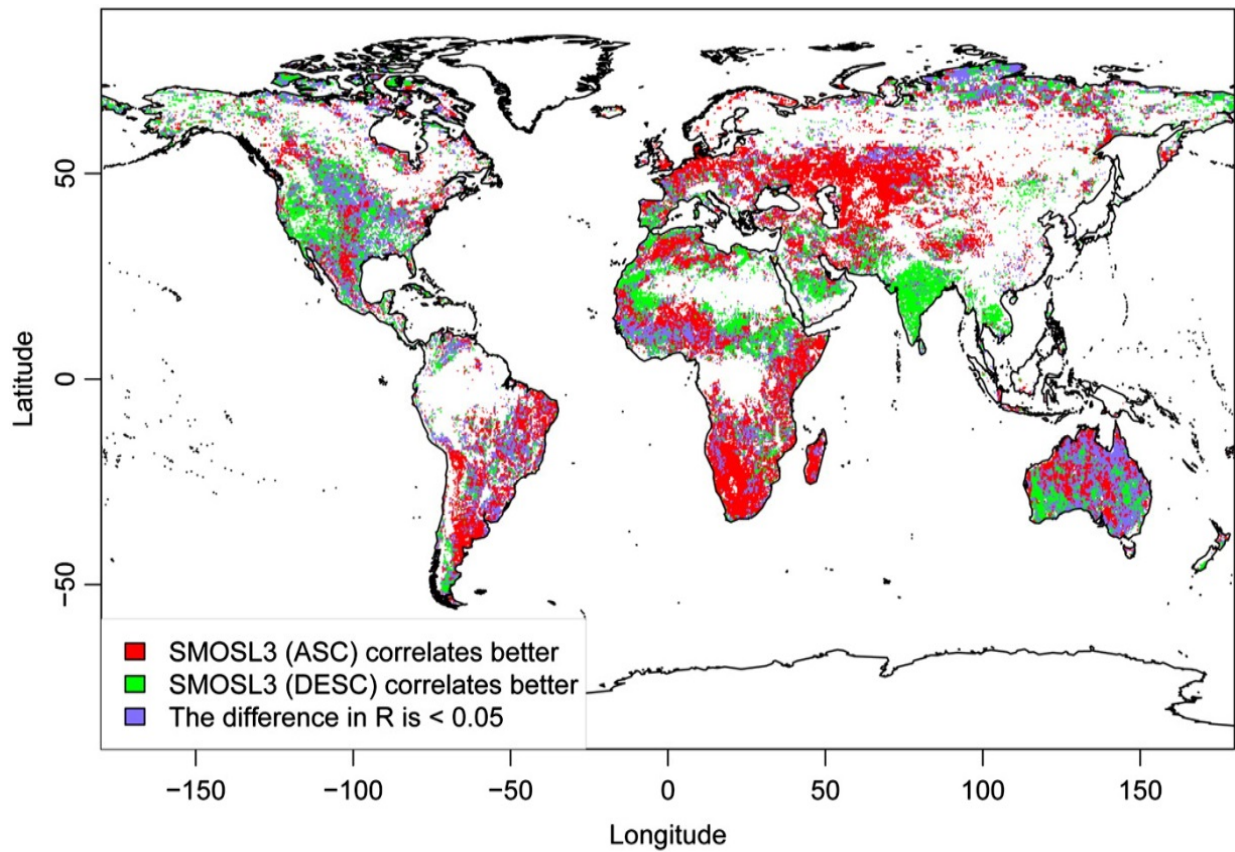 Latitude
50
0
−50
SMOSL3 (ASC) correlates better
SMOSL3 (DESC) correlates better
The difference in R is < 0.05
−150
−100
−50
0
50
100
150
Longitude